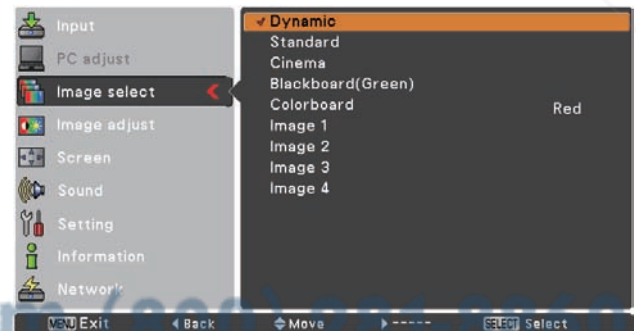 Input
PC adjust
Image select
Image adjust
Screen
Sound
Setting
Information
Network
✔ Dynamic
Standard
Cinema
Blackboard(Green)
Colorboard Red
Image 1
Image 2
Image 3
Image 4
MENU Exit ◀ Back ◆ Move ▶ ----- SELECT Select